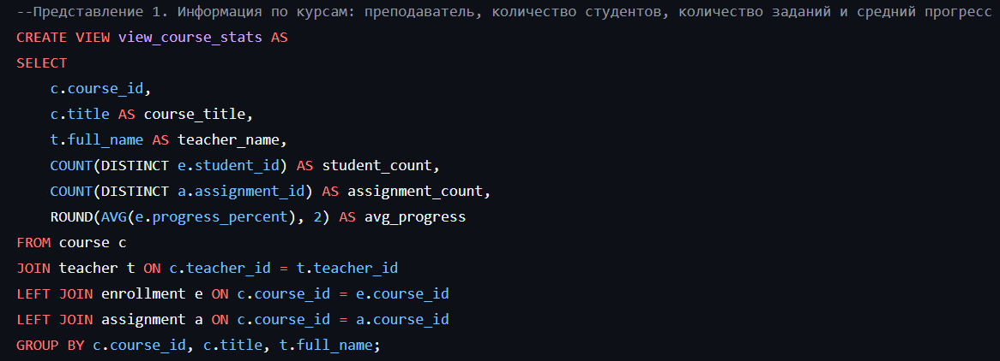 --Представление 1. Информация по курсам: преподаватель, количество студентов, количество заданий и средний прогресс
CREATE VIEW view_course_stats AS
SELECT
    c.course_id,
    c.title AS course_title,
    t.full_name AS teacher_name,
    COUNT(DISTINCT e.student_id) AS student_count,
    COUNT(DISTINCT a.assignment_id) AS assignment_count,
    ROUND(AVG(e.progress_percent), 2) AS avg_progress
FROM course c
JOIN teacher t ON c.teacher_id = t.teacher_id
LEFT JOIN enrollment e ON c.course_id = e.course_id
LEFT JOIN assignment a ON c.course_id = a.course_id
GROUP BY c.course_id, c.title, t.full_name;